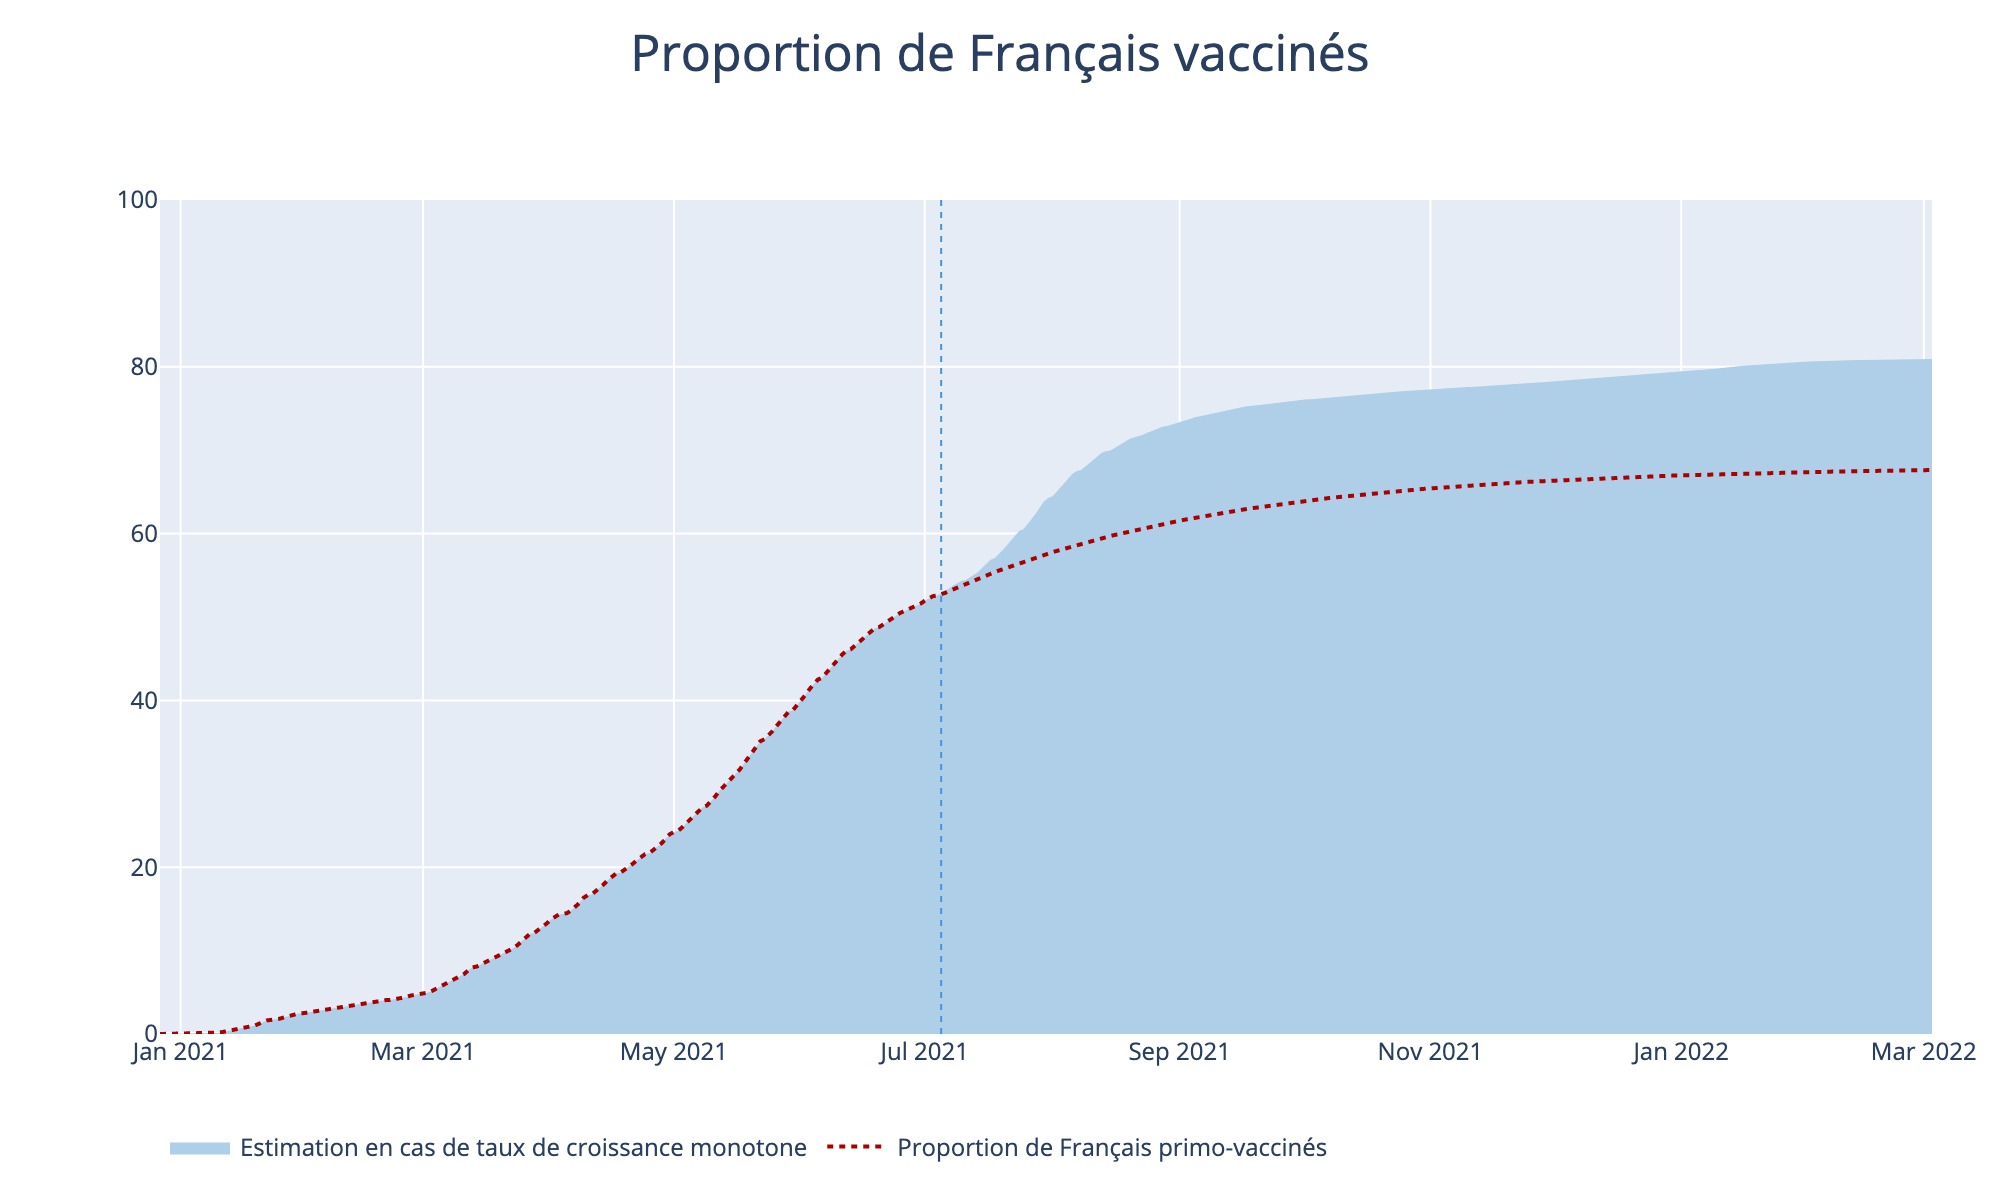 Proportion de Français vaccinés
100
80
60
40
20
0
Jan 2021 Mar 2021 May 2021 Jul 2021 Sep 2021 Nov 2021 Jan 2022 Mar 2022
Estimation en cas de taux de croissance monotone Proportion de Français primo-vaccinés